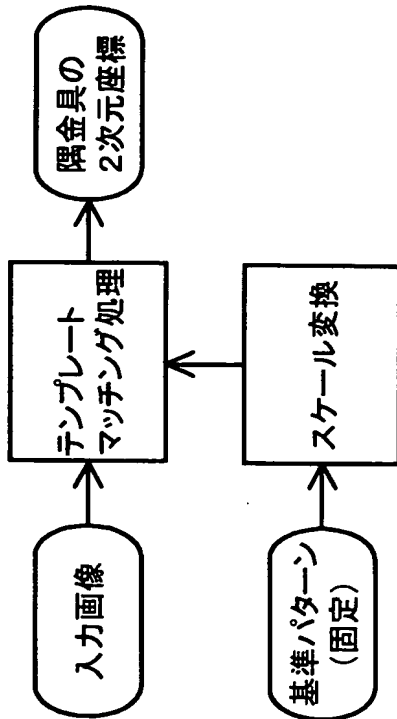 入力画像
テンプレート
マッチング処理
隅金具の
2次元座標
基準パターン
(固定)
スケール変換